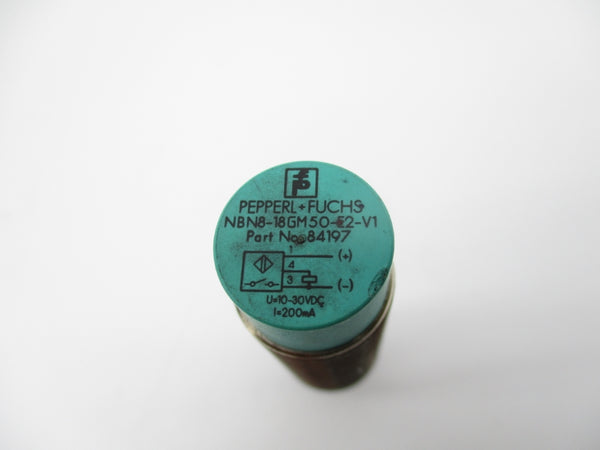 PEPPERL+FUCHS
NBN8-18GM50-E2-V1
Part No. 84197
1 (+)
4
3 (-)
U=10-30VDC
I=200mA